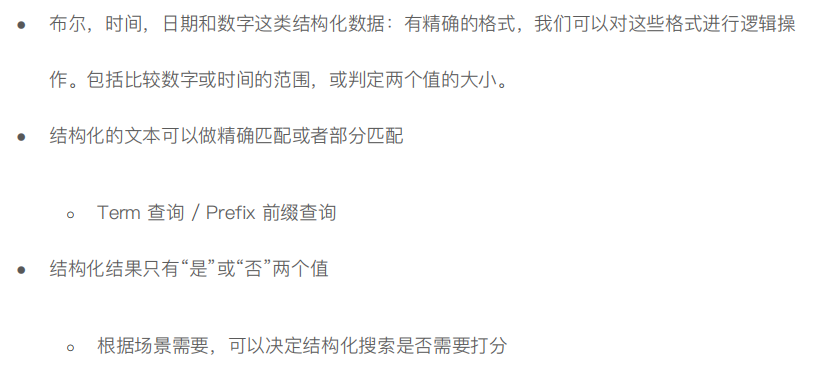 ● 布尔，时间，日期和数字这类结构化数据：有精确的格式，我们可以对这些格式进行逻辑操
作。包括比较数字或时间的范围，或判定两个值的大小。
● 结构化的文本可以做精确匹配或者部分匹配
○ Term 查询 / Prefix 前缀查询
● 结构化结果只有“是”或“否”两个值
○ 根据场景需要，可以决定结构化搜索是否需要打分